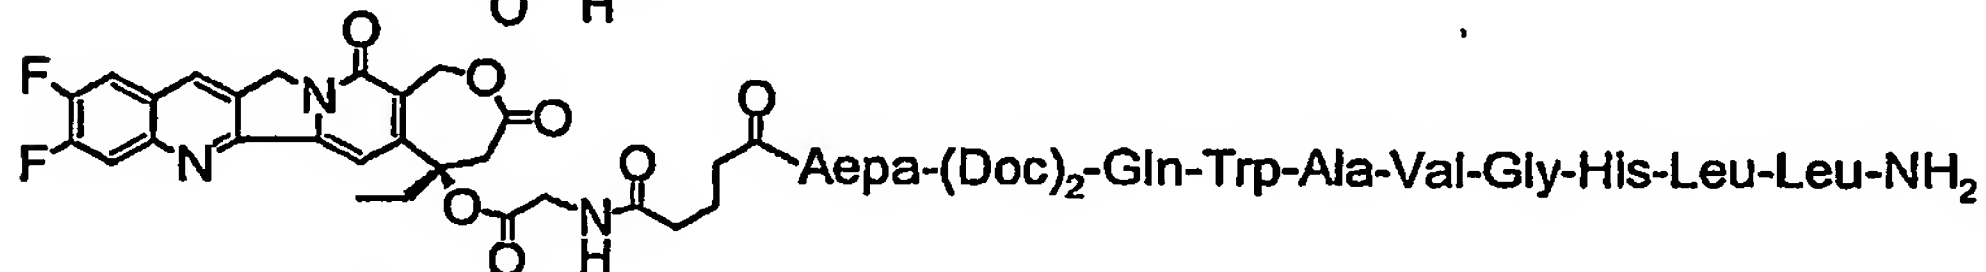 O H
O
F O
N O
O
F N O
O
O N
O H
Aepa-(Doc)₂-Gln-Trp-Ala-Val-Gly-His-Leu-Leu-NH₂